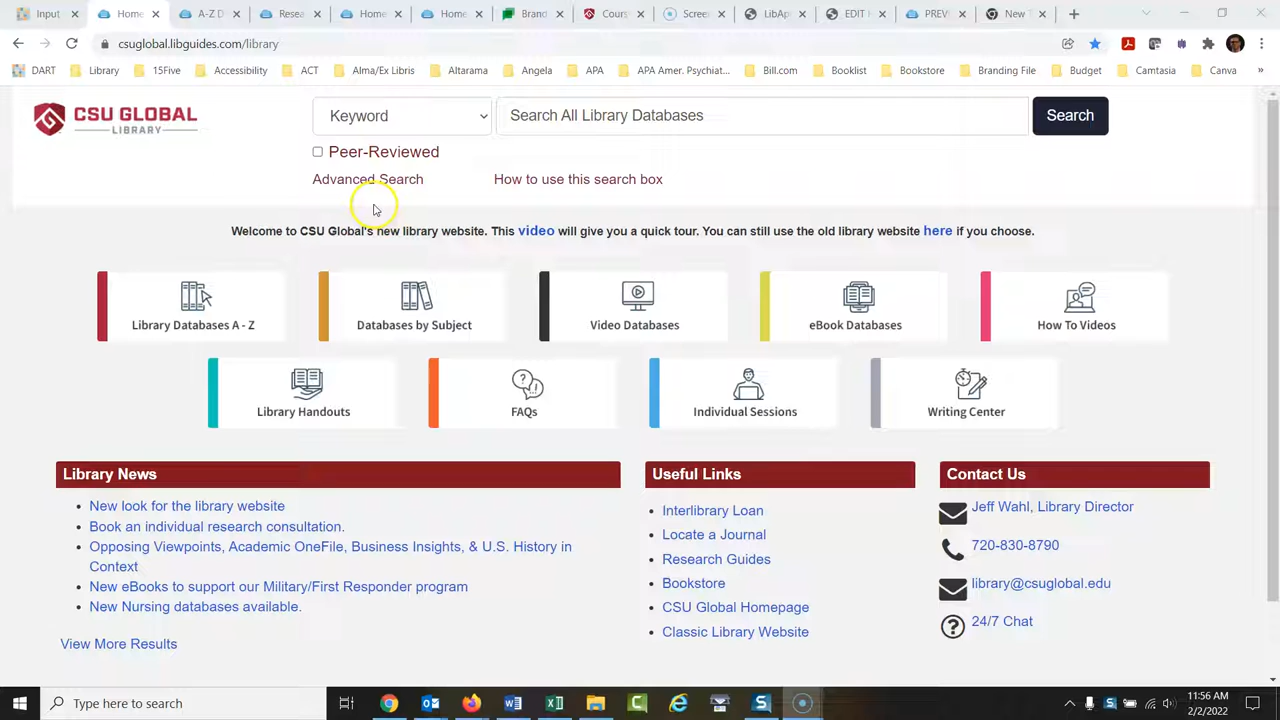 Input
Home
A-Z D
Resea
Home
Home
Brand
Cours
Scree
LibAp
EDIT H
PREV
New T
csuglobal.libguides.com/library
DART Library 15Five Accessibility ACT Alma/Ex Libris Altarama Angela APA APA Amer. Psychiat... Bill.com Booklist Bookstore Branding File Budget Camtasia Canva »
CSU GLOBAL
LIBRARY
Keyword
Search All Library Databases
Search
Peer-Reviewed
Advanced Search
How to use this search box
Welcome to CSU Global's new library website. This video will give you a quick tour. You can still use the old library website here if you choose.
Library Databases A - Z
Databases by Subject
Video Databases
eBook Databases
How To Videos
Library Handouts
FAQs
Individual Sessions
Writing Center
Library News
New look for the library website
Book an individual research consultation.
Opposing Viewpoints, Academic OneFile, Business Insights, & U.S. History in
Context
New eBooks to support our Military/First Responder program
New Nursing databases available.
View More Results
Useful Links
Interlibrary Loan
Locate a Journal
Research Guides
Bookstore
CSU Global Homepage
Classic Library Website
Contact Us
Jeff Wahl, Library Director
720-830-8790
library@csuglobal.edu
24/7 Chat
Type here to search
11:56 AM
2/2/2022